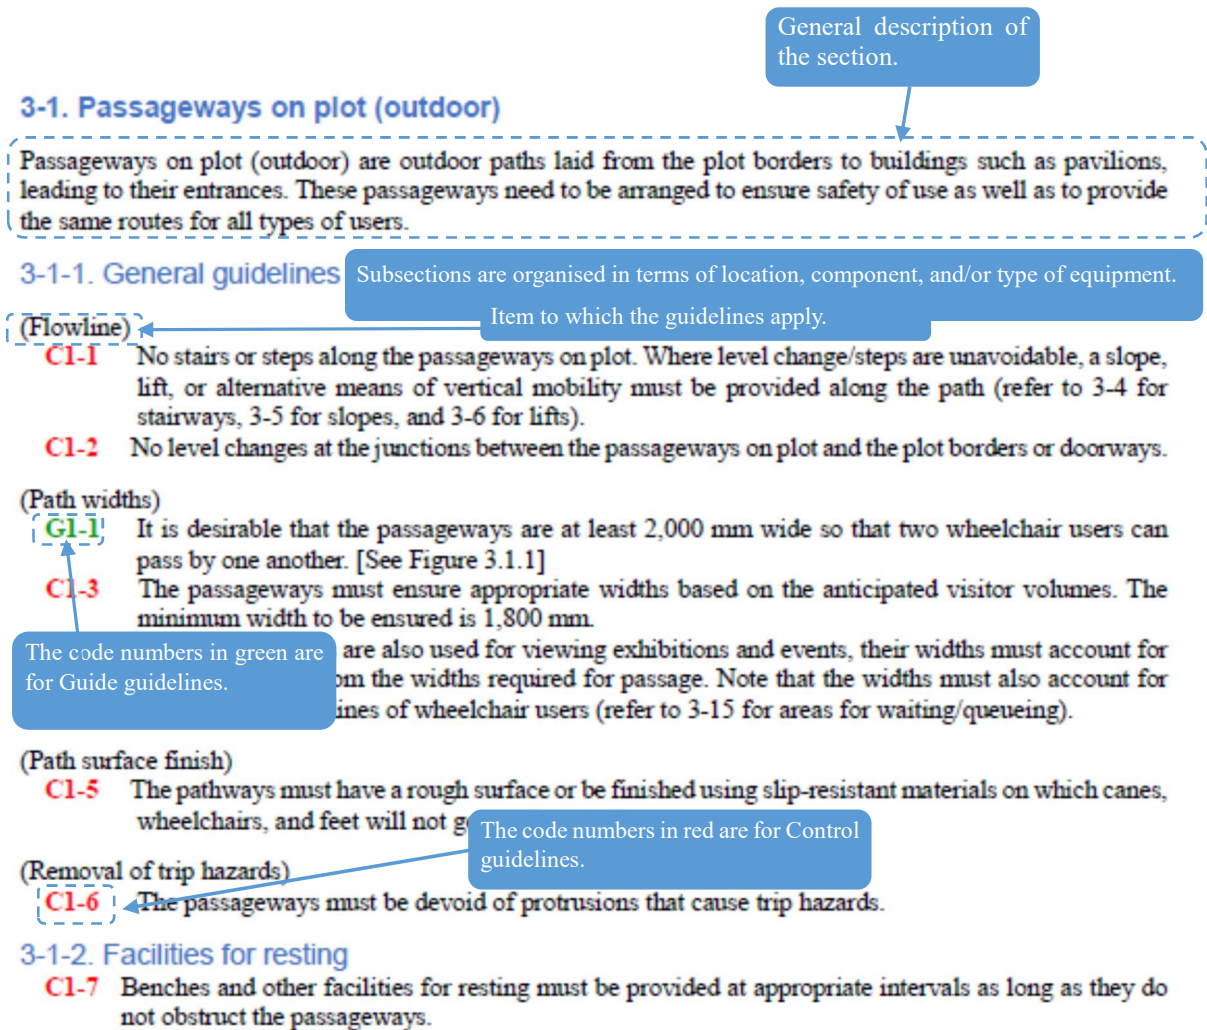 General description of
the section.
3-1. Passageways on plot (outdoor)
Passageways on plot (outdoor) are outdoor paths laid from the plot borders to buildings such as pavilions,
leading to their entrances. These passageways need to be arranged to ensure safety of use as well as to provide
the same routes for all types of users.
3-1-1. General guidelines
Subsections are organised in terms of location, component, and/or type of equipment.
Item to which the guidelines apply.
(Flowline)
C1-1 No stairs or steps along the passageways on plot. Where level change/steps are unavoidable, a slope,
lift, or alternative means of vertical mobility must be provided along the path (refer to 3-4 for
stairways, 3-5 for slopes, and 3-6 for lifts).
C1-2 No level changes at the junctions between the passageways on plot and the plot borders or doorways.
(Path widths)
G1-1 It is desirable that the passageways are at least 2,000 mm wide so that two wheelchair users can
pass by one another. [See Figure 3.1.1]
C1-3 The passageways must ensure appropriate widths based on the anticipated visitor volumes. The
minimum width to be ensured is 1,800 mm.
The code numbers in green are
for Guide guidelines.
are also used for viewing exhibitions and events, their widths must account for
the widths required for passage. Note that the widths must also account for
of wheelchair users (refer to 3-15 for areas for waiting/queueing).
(Path surface finish)
C1-5 The pathways must have a rough surface or be finished using slip-resistant materials on which canes,
wheelchairs, and feet will not
The code numbers in red are for Control
guidelines.
(Removal of trip hazards)
C1-6 The passageways must be devoid of protrusions that cause trip hazards.
3-1-2. Facilities for resting
C1-7 Benches and other facilities for resting must be provided at appropriate intervals as long as they do
not obstruct the passageways.